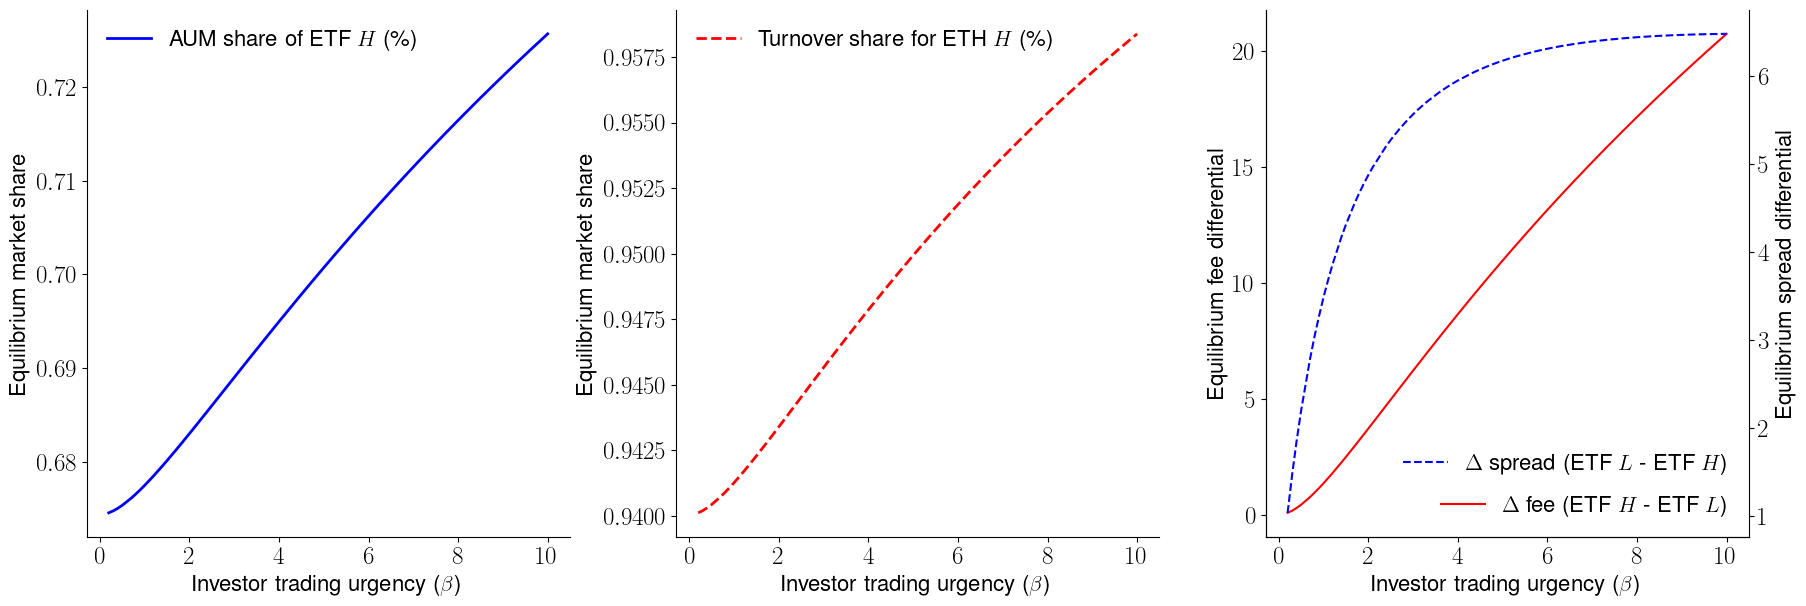 AUM share of ETF H (%)
0.72
0.71
0.70
0.69
0.68
Equilibrium market share
0 2 4 6 8 10
Investor trading urgency (β)
Turnover share for ETH H (%)
0.9575
0.9550
0.9525
0.9500
0.9475
0.9450
0.9425
0.9400
Equilibrium market share
0 2 4 6 8 10
Investor trading urgency (β)
20
15
10
5
0
Equilibrium fee differential
Δ spread (ETF L - ETF H)
Δ fee (ETF H - ETF L)
6
5
4
3
2
1
Equilibrium spread differential
0 2 4 6 8 10
Investor trading urgency (β)